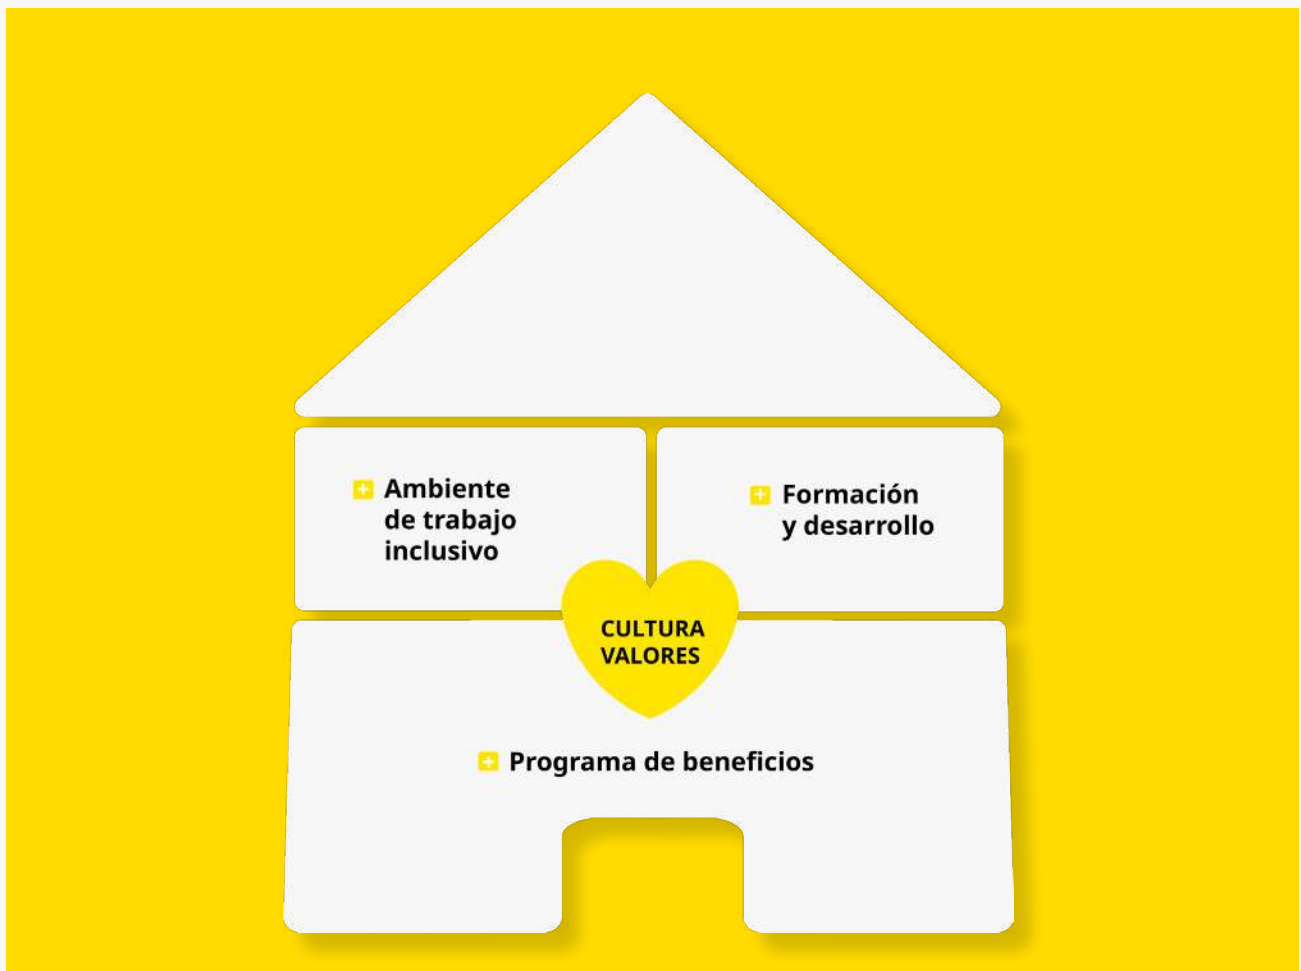 Ambiente
de trabajo
inclusivo
Formación
y desarrollo
CULTURA
VALORES
Programa de beneficios